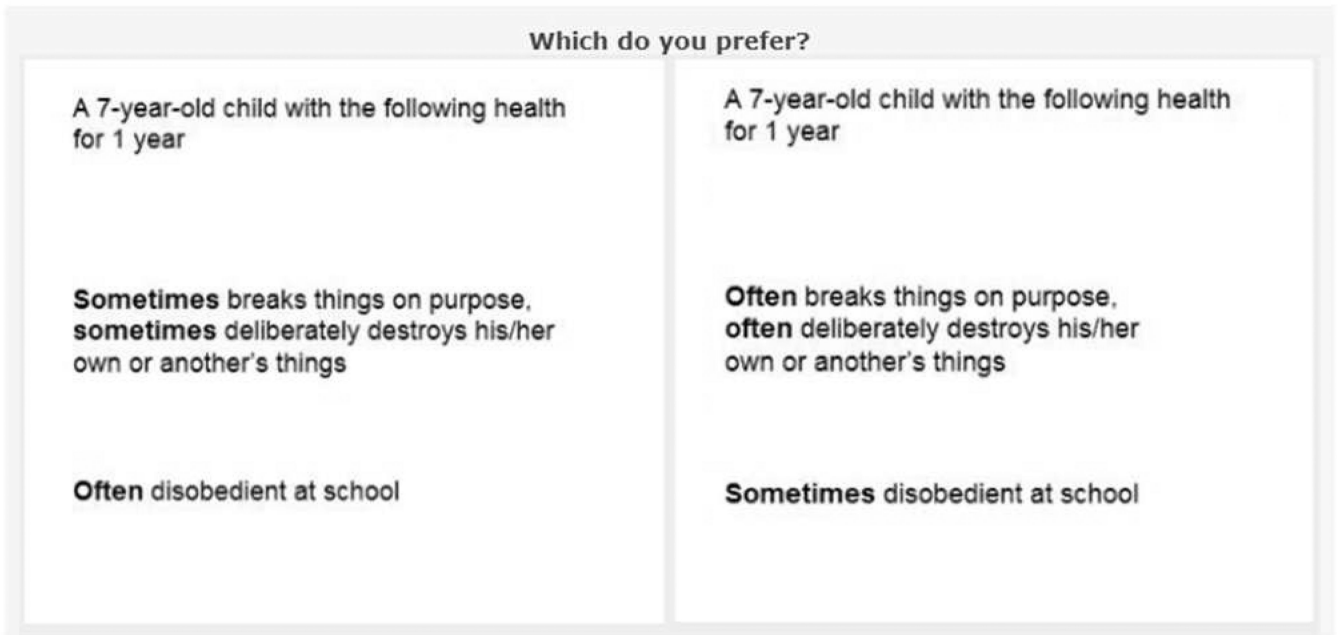 Which do you prefer?
A 7-year-old child with the following health
for 1 year
Sometimes breaks things on purpose,
sometimes deliberately destroys his/her
own or another's things
Often disobedient at school
A 7-year-old child with the following health
for 1 year
Often breaks things on purpose,
often deliberately destroys his/her
own or another's things
Sometimes disobedient at school